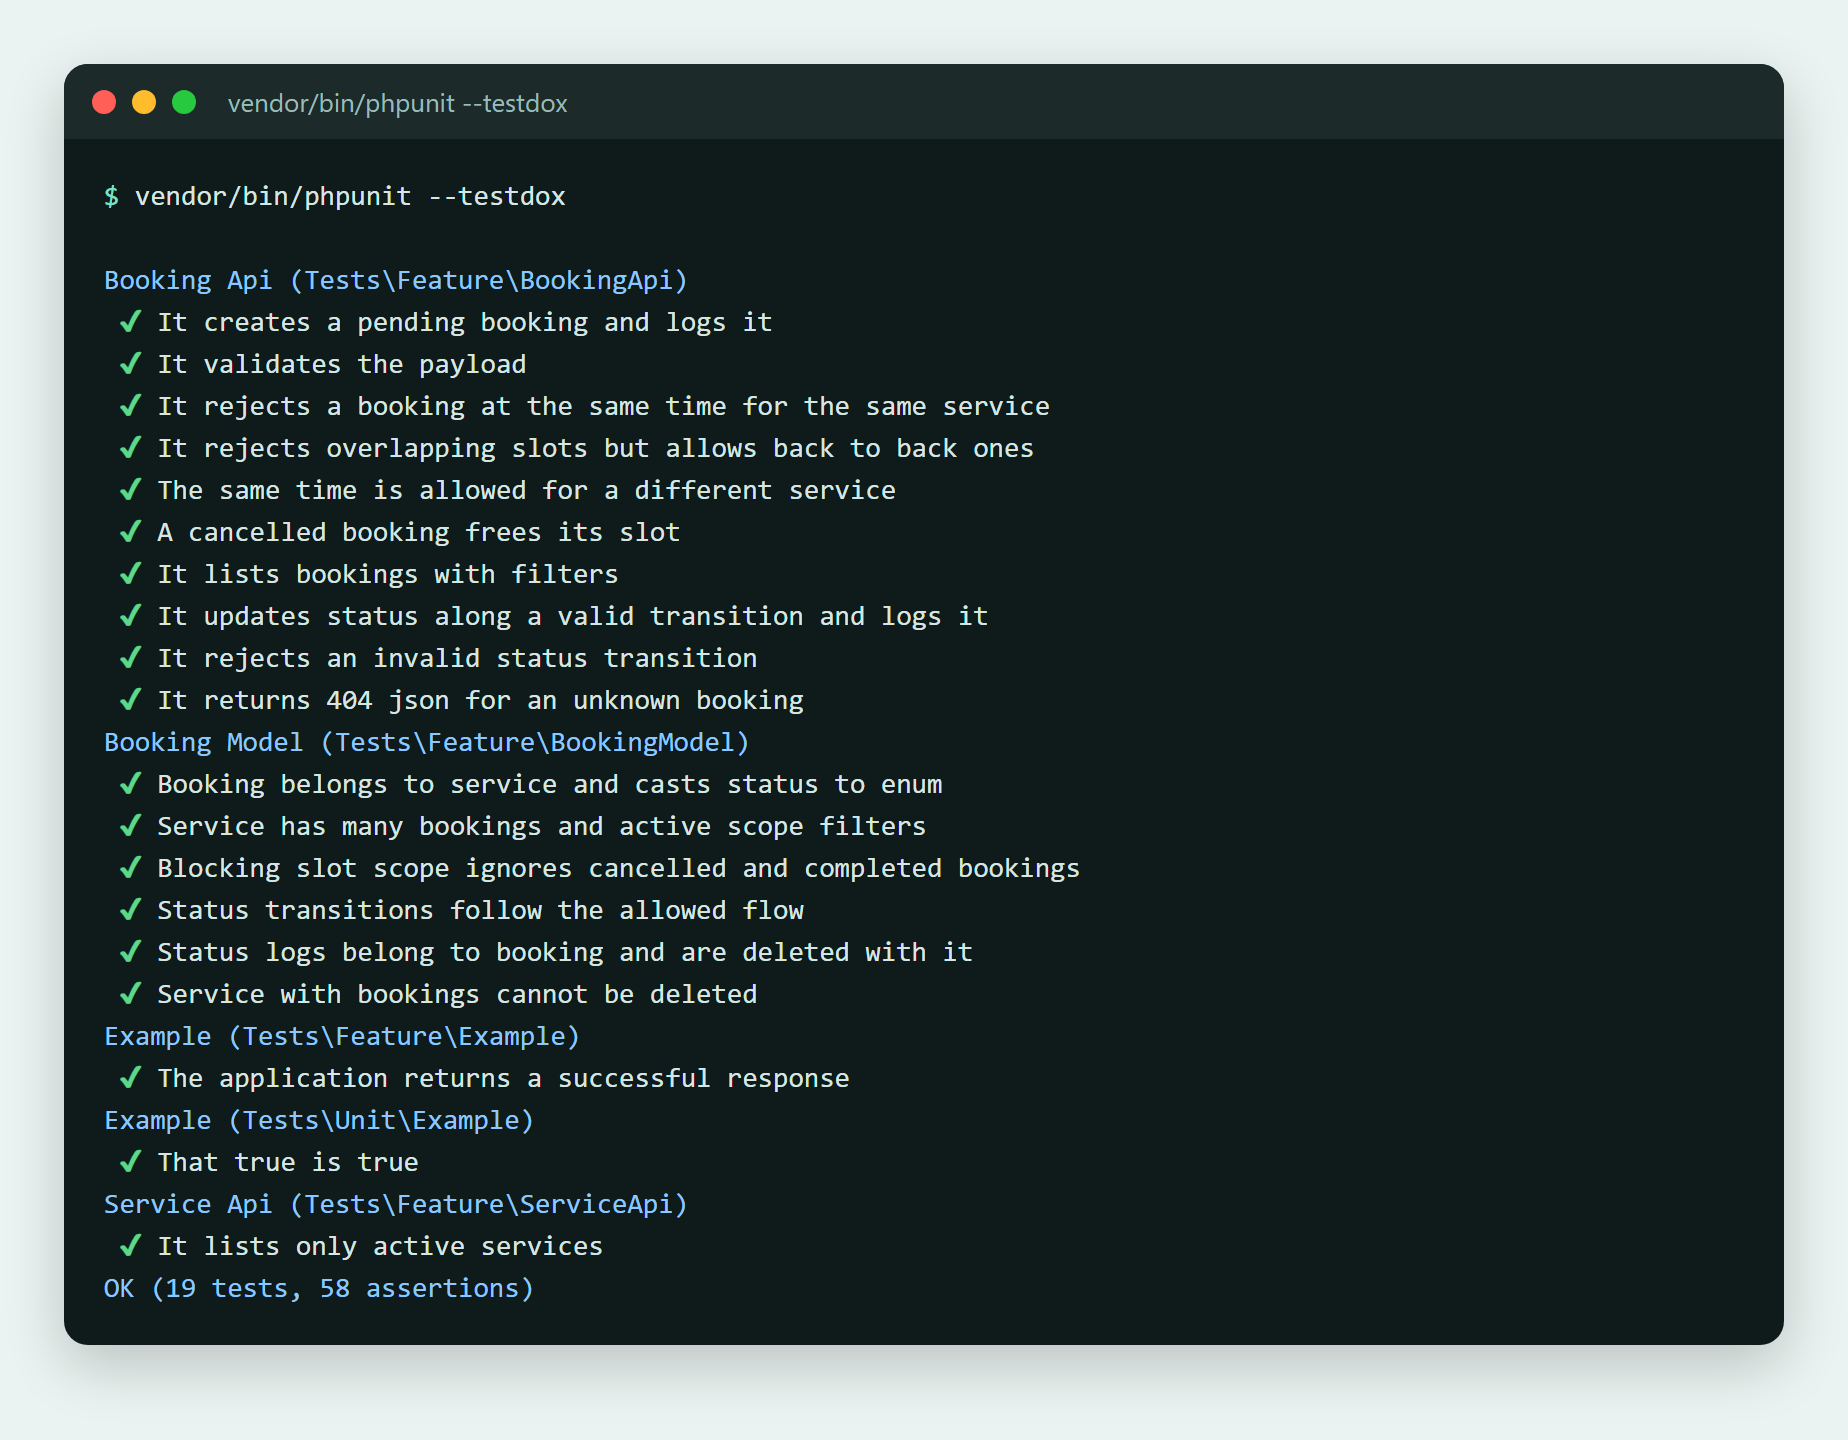 vendor/bin/phpunit --testdox
$ vendor/bin/phpunit --testdox
Booking Api (Tests\Feature\BookingApi)
✔ It creates a pending booking and logs it
✔ It validates the payload
✔ It rejects a booking at the same time for the same service
✔ It rejects overlapping slots but allows back to back ones
✔ The same time is allowed for a different service
✔ A cancelled booking frees its slot
✔ It lists bookings with filters
✔ It updates status along a valid transition and logs it
✔ It rejects an invalid status transition
✔ It returns 404 json for an unknown booking
Booking Model (Tests\Feature\BookingModel)
✔ Booking belongs to service and casts status to enum
✔ Service has many bookings and active scope filters
✔ Blocking slot scope ignores cancelled and completed bookings
✔ Status transitions follow the allowed flow
✔ Status logs belong to booking and are deleted with it
✔ Service with bookings cannot be deleted
Example (Tests\Feature\Example)
✔ The application returns a successful response
Example (Tests\Unit\Example)
✔ That true is true
Service Api (Tests\Feature\ServiceApi)
✔ It lists only active services
OK (19 tests, 58 assertions)